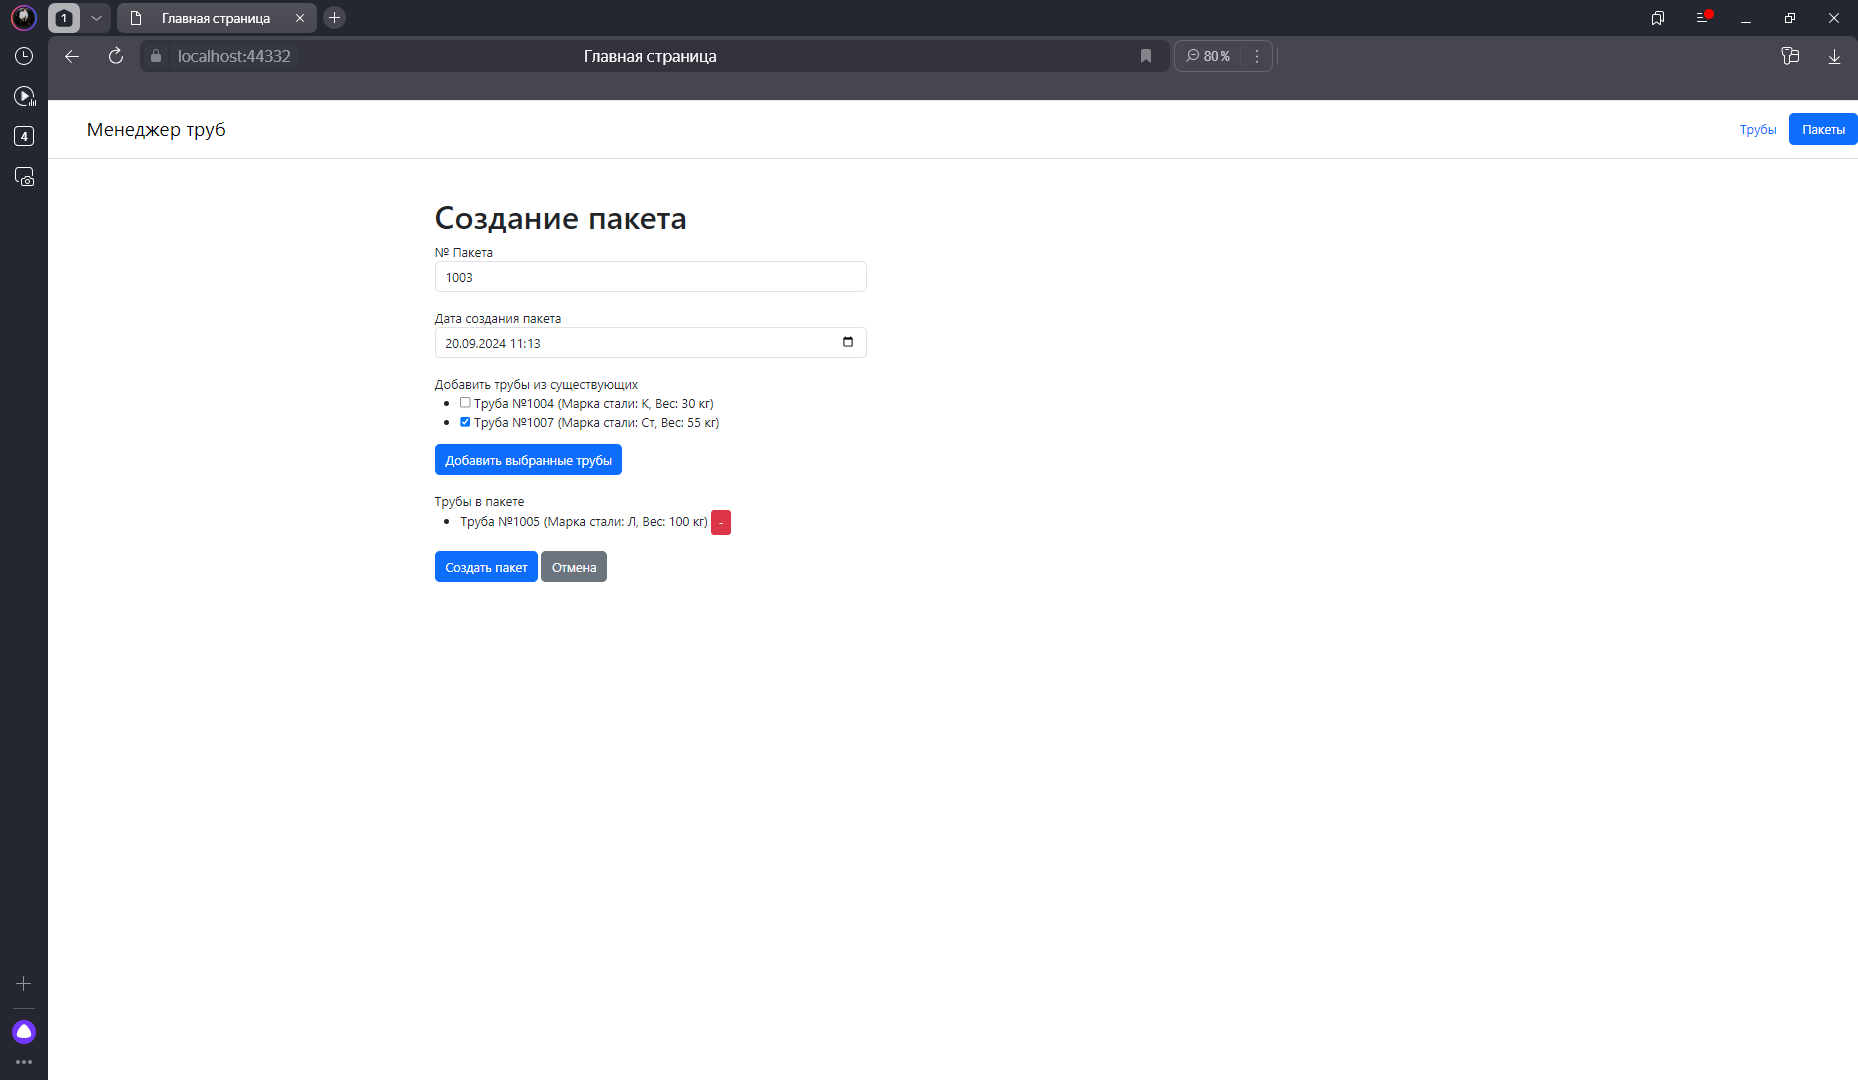 1
Главная страница
localhost:44332
Главная страница
80 %
4
Менеджер труб
Трубы
Пакеты
Создание пакета
№ Пакета
1003
Дата создания пакета
20.09.2024 11:13
Добавить трубы из существующих
Труба №1004 (Марка стали: К, Вес: 30 кг)
Труба №1007 (Марка стали: Ст, Вес: 55 кг)
Добавить выбранные трубы
Трубы в пакете
Труба №1005 (Марка стали: Л, Вес: 100 кг) -
Создать пакет Отмена